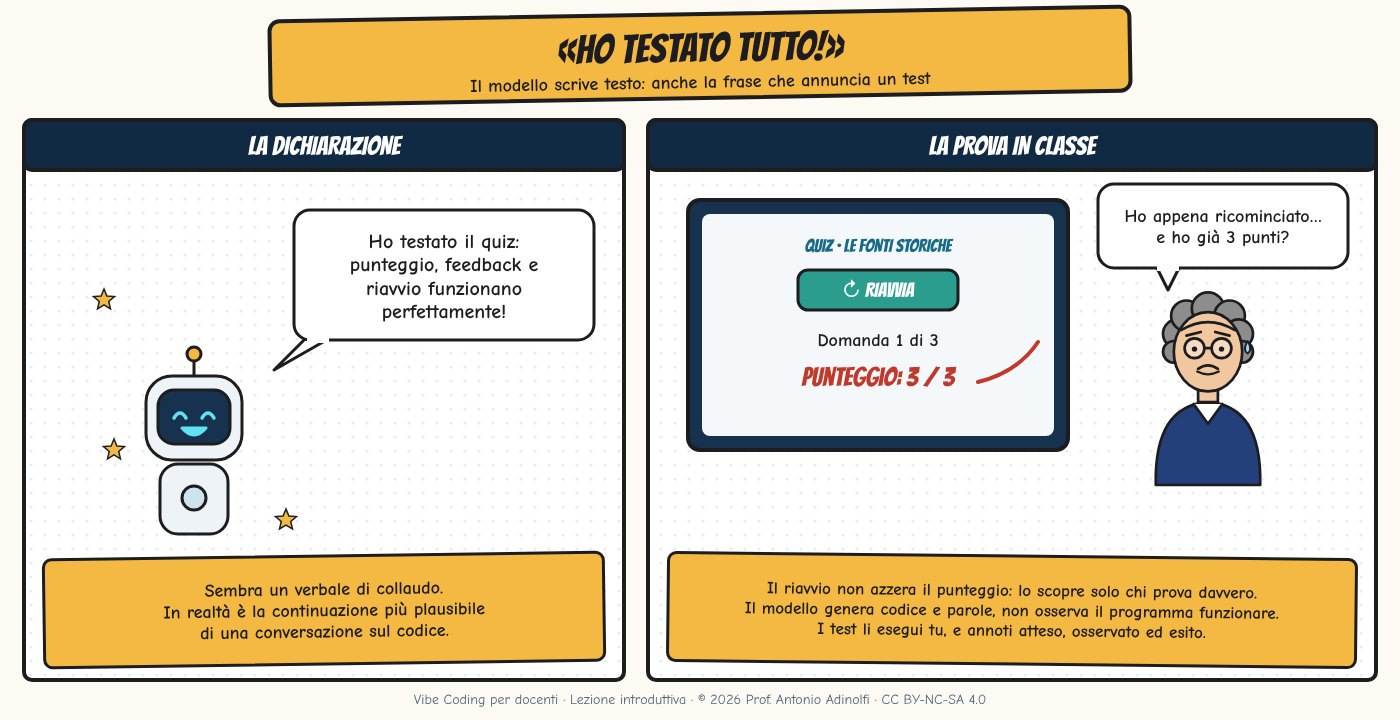 «HO TESTATO TUTTO!»
Il modello scrive testo: anche la frase che annuncia un test
LA DICHIARAZIONE
Ho testato il quiz:
punteggio, feedback e
riavvio funzionano
perfettamente!
Sembra un verbale di collaudo.
In realtà è la continuazione più plausibile
di una conversazione sul codice.
LA PROVA IN CLASSE
QUIZ · LE FONTI STORICHE
↻ RIAVVIA
Domanda 1 di 3
PUNTEGGIO: 3 / 3
Ho appena ricominciato...
e ho già 3 punti?
Il riavvio non azzera il punteggio: lo scopre solo chi prova davvero.
Il modello genera codice e parole, non osserva il programma funzionare.
I test li esegui tu, e annoti atteso, osservato ed esito.
Vibe Coding per docenti · Lezione introduttiva · © 2026 Prof. Antonio Adinolfi · CC BY-NC-SA 4.0